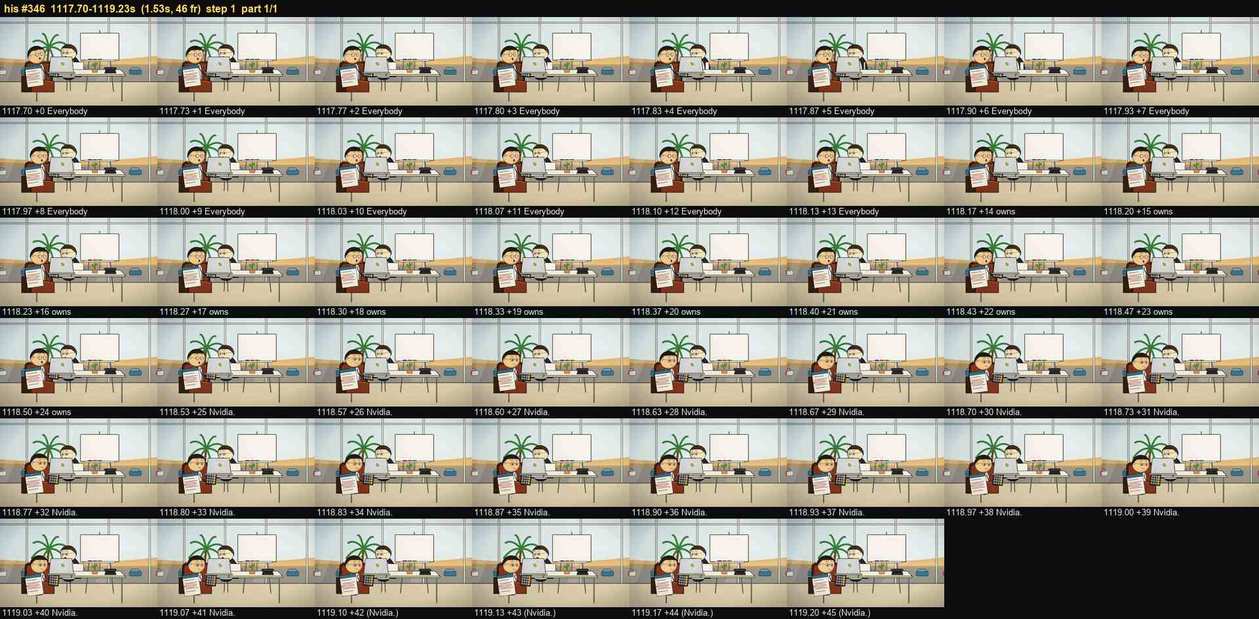 his #346 1117.70-1119.23s (1.53s, 46 fr) step 1 part 1/1
1117.70 +0 Everybody
1117.73 +1 Everybody
1117.77 +2 Everybody
1117.80 +3 Everybody
1117.83 +4 Everybody
1117.87 +5 Everybody
1117.90 +6 Everybody
1117.93 +7 Everybody
1117.97 +8 Everybody
1118.00 +9 Everybody
1118.03 +10 Everybody
1118.07 +11 Everybody
1118.10 +12 Everybody
1118.13 +13 Everybody
1118.17 +14 owns
1118.20 +15 owns
1118.23 +16 owns
1118.27 +17 owns
1118.30 +18 owns
1118.33 +19 owns
1118.37 +20 owns
1118.40 +21 owns
1118.43 +22 owns
1118.47 +23 owns
1118.50 +24 owns
1118.53 +25 Nvidia.
1118.57 +26 Nvidia.
1118.60 +27 Nvidia.
1118.63 +28 Nvidia.
1118.67 +29 Nvidia.
1118.70 +30 Nvidia.
1118.73 +31 Nvidia.
1118.77 +32 Nvidia.
1118.80 +33 Nvidia.
1118.83 +34 Nvidia.
1118.87 +35 Nvidia.
1118.90 +36 Nvidia.
1118.93 +37 Nvidia.
1118.97 +38 Nvidia.
1119.00 +39 Nvidia.
1119.03 +40 Nvidia.
1119.07 +41 Nvidia.
1119.10 +42 (Nvidia.)
1119.13 +43 (Nvidia.)
1119.17 +44 (Nvidia.)
1119.20 +45 (Nvidia.)